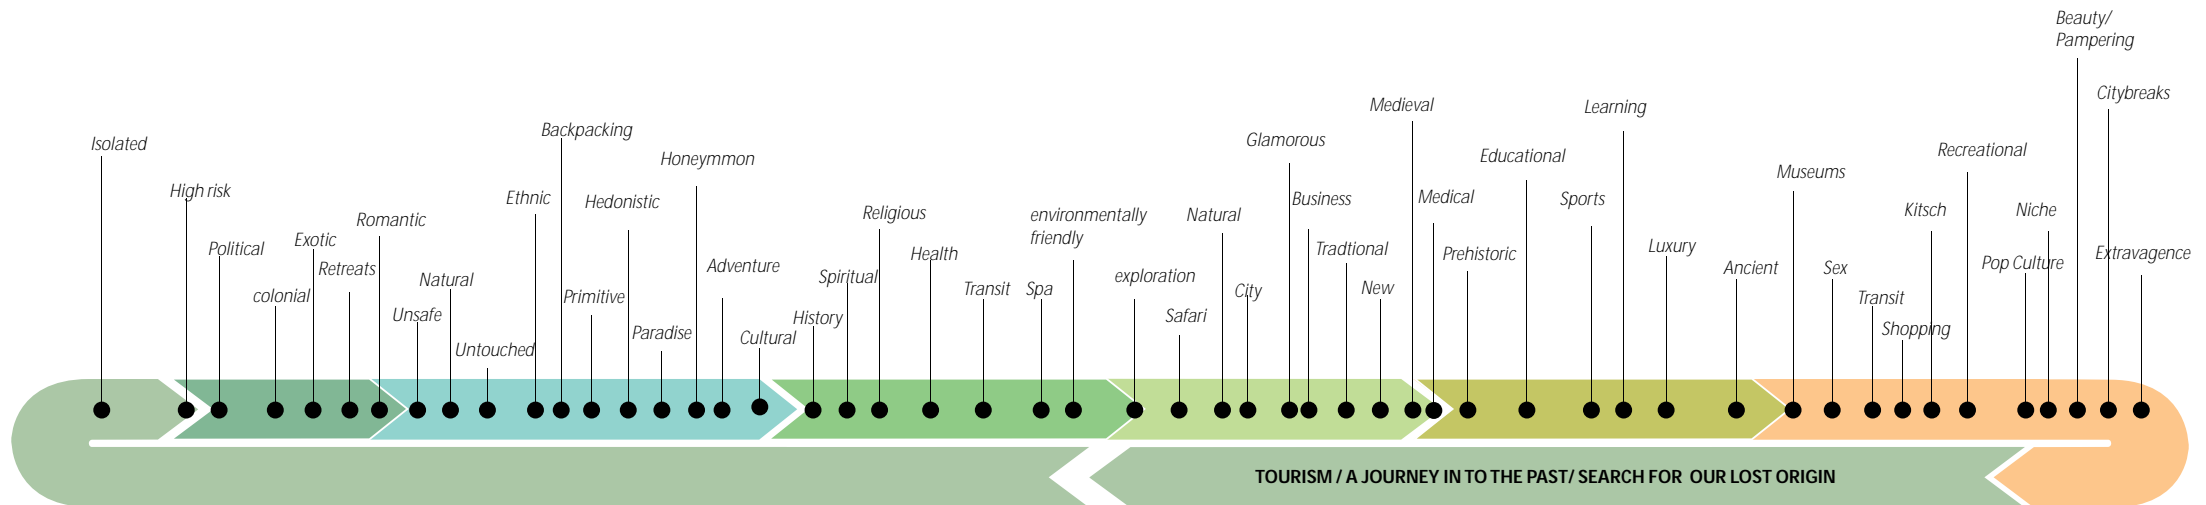 Isolated
High risk
Political
colonial
Exotic
Retreats
Romantic
Unsafe
Natural
Untouched
Ethnic
Backpacking
Primitive
Hedonistic
Paradise
Honeymmon
Adventure
Cultural
History
Spiritual
Religious
Health
Transit
Spa
environmentally
friendly
exploration
Safari
Natural
City
Glamorous
Business
Tradtional
New
Medieval
Medical
Prehistoric
Educational
Sports
Learning
Luxury
Ancient
Museums
Sex
Transit
Shopping
Kitsch
Recreational
Pop Culture
Niche
Beauty/
Pampering
Citybreaks
Extravagence
TOURISM / A JOURNEY IN TO THE PAST/ SEARCH FOR OUR LOST ORIGIN